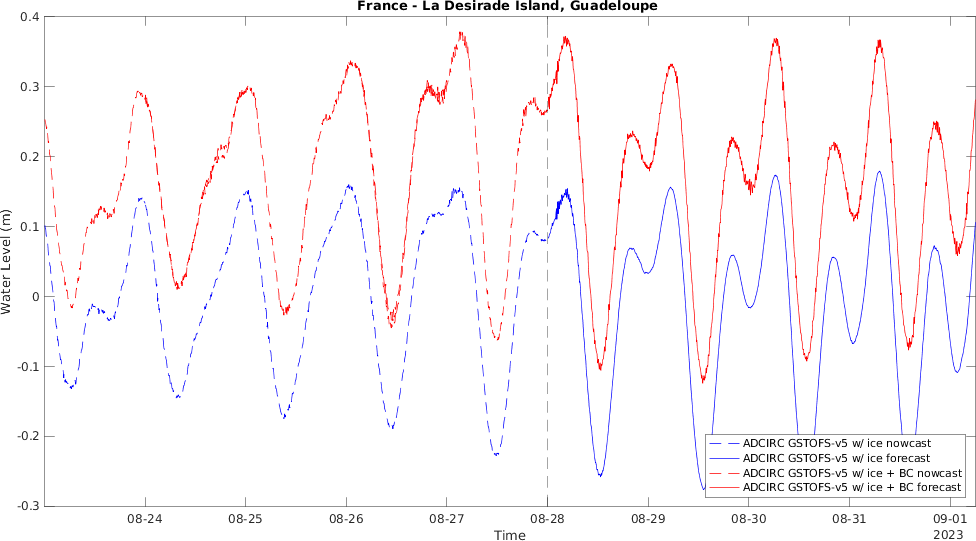 France - La Desirade Island, Guadeloupe
0.4
0.3
0.2
0.1
0
-0.1
-0.2
-0.3
Water Level (m)
ADCIRC GSTOFS-v5 w/ ice nowcast
ADCIRC GSTOFS-v5 w/ ice forecast
ADCIRC GSTOFS-v5 w/ ice + BC nowcast
ADCIRC GSTOFS-v5 w/ ice + BC forecast
08-24 08-25 08-26 08-27 08-28 08-29 08-30 08-31 09-01
2023
Time